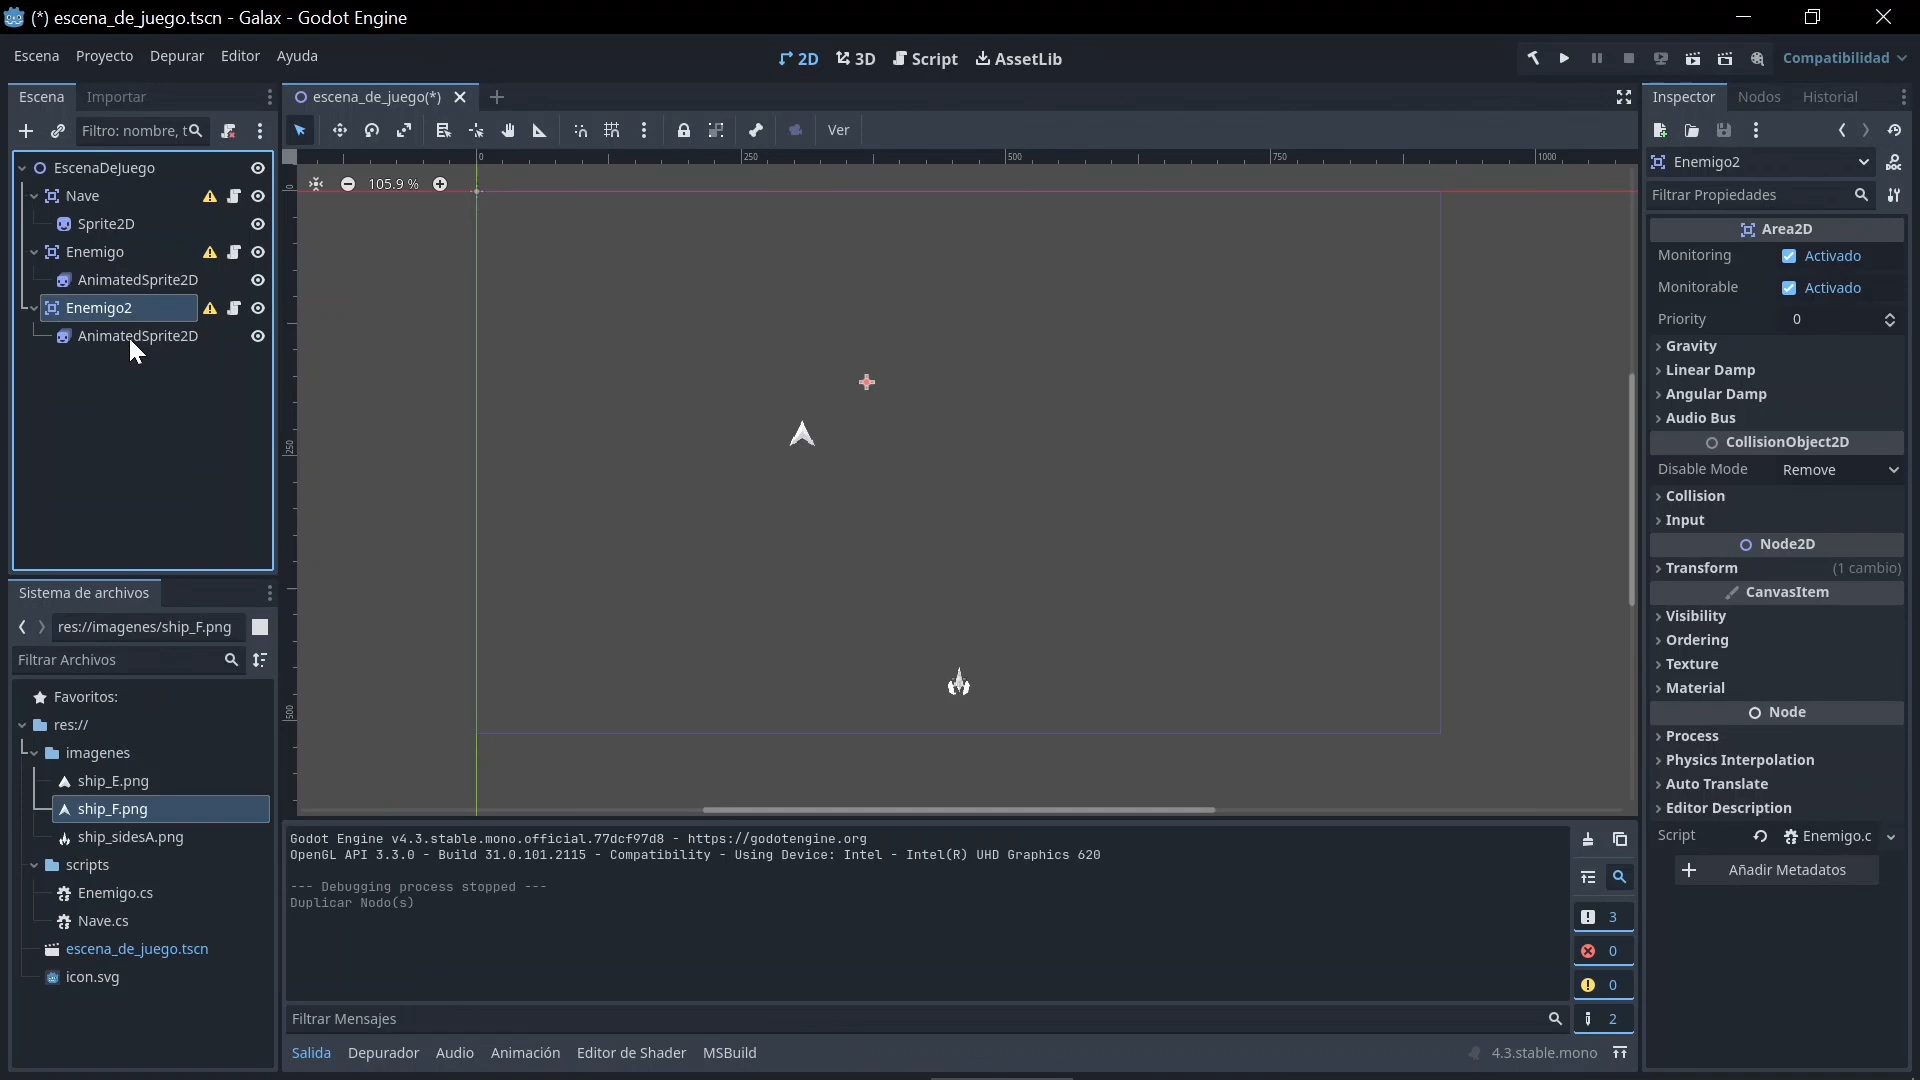 (*) escena_de_juego.tscn - Galax - Godot Engine
Escena Proyecto Depurar Editor Ayuda
2D 3D Script AssetLib
Compatibilidad
Escena Importar
Filtro: nombre, t
EscenaDeJuego
Nave
Sprite2D
Enemigo
AnimatedSprite2D
Enemigo2
AnimatedSprite2D
Sistema de archivos
res://imagenes/ship_F.png
Filtrar Archivos
Favoritos:
res://
imagenes
ship_E.png
ship_F.png
ship_sidesA.png
scripts
Enemigo.cs
Nave.cs
escena_de_juego.tscn
icon.svg
escena_de_juego(*)
Ver
0 250 500 750 1000
0
250
500
105.9 %
Godot Engine v4.3.stable.mono.official.77dcf97d8 - https://godotengine.org
OpenGL API 3.3.0 - Build 31.0.101.2115 - Compatibility - Using Device: Intel - Intel(R) UHD Graphics 620
--- Debugging process stopped ---
Duplicar Nodo(s)
3
0
0
2
Filtrar Mensajes
Salida Depurador Audio Animación Editor de Shader MSBuild
4.3.stable.mono
Inspector Nodos Historial
Enemigo2
Filtrar Propiedades
Area2D
Monitoring Activado
Monitorable Activado
Priority 0
Gravity
Linear Damp
Angular Damp
Audio Bus
CollisionObject2D
Disable Mode Remove
Collision
Input
Node2D
Transform (1 cambio)
CanvasItem
Visibility
Ordering
Texture
Material
Node
Process
Physics Interpolation
Auto Translate
Editor Description
Script Enemigo.c
Añadir Metadatos